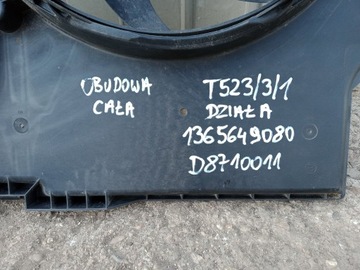 OBUDOWA
CAŁA
T523/3/1
DZIAŁA
1365649080
D8710011